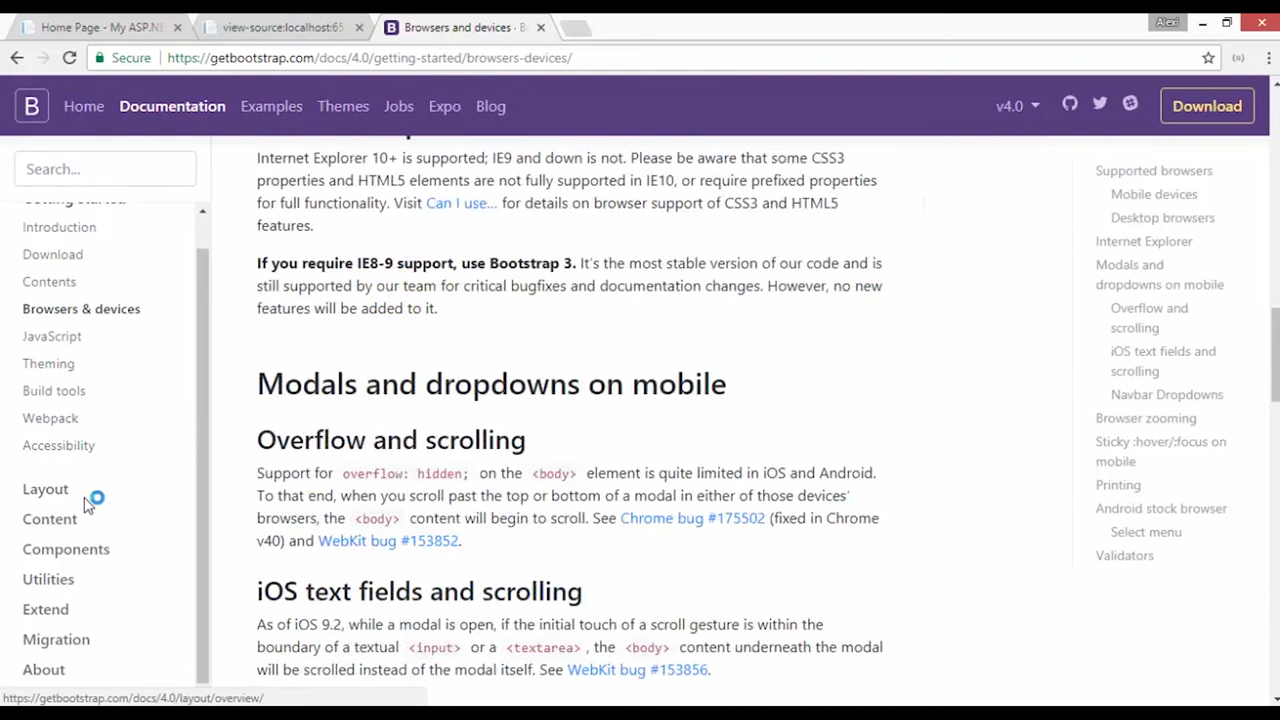 Home Page - My ASP.NE
view-source:localhost:65
Browsers and devices · B
Alexi
Secure
https://getbootstrap.com/docs/4.0/getting-started/browsers-devices/
B
Home
Documentation
Examples
Themes
Jobs
Expo
Blog
v4.0
Download
Search...
Getting started
Introduction
Download
Contents
Browsers & devices
JavaScript
Theming
Build tools
Webpack
Accessibility
Layout
Content
Components
Utilities
Extend
Migration
About
Internet Explorer 10+ is supported; IE9 and down is not. Please be aware that some CSS3
properties and HTML5 elements are not fully supported in IE10, or require prefixed properties
for full functionality. Visit Can I use... for details on browser support of CSS3 and HTML5
features.
If you require IE8-9 support, use Bootstrap 3. It's the most stable version of our code and is
still supported by our team for critical bugfixes and documentation changes. However, no new
features will be added to it.
Modals and dropdowns on mobile
Overflow and scrolling
Support for overflow: hidden; on the <body> element is quite limited in iOS and Android.
To that end, when you scroll past the top or bottom of a modal in either of those devices'
browsers, the <body> content will begin to scroll. See Chrome bug #175502 (fixed in Chrome
v40) and WebKit bug #153852.
iOS text fields and scrolling
As of iOS 9.2, while a modal is open, if the initial touch of a scroll gesture is within the
boundary of a textual <input> or a <textarea>, the <body> content underneath the modal
will be scrolled instead of the modal itself. See WebKit bug #153856.
Supported browsers
Mobile devices
Desktop browsers
Internet Explorer
Modals and
dropdowns on mobile
Overflow and
scrolling
iOS text fields and
scrolling
Navbar Dropdowns
Browser zooming
Sticky :hover/:focus on
mobile
Printing
Android stock browser
Select menu
Validators
https://getbootstrap.com/docs/4.0/layout/overview/